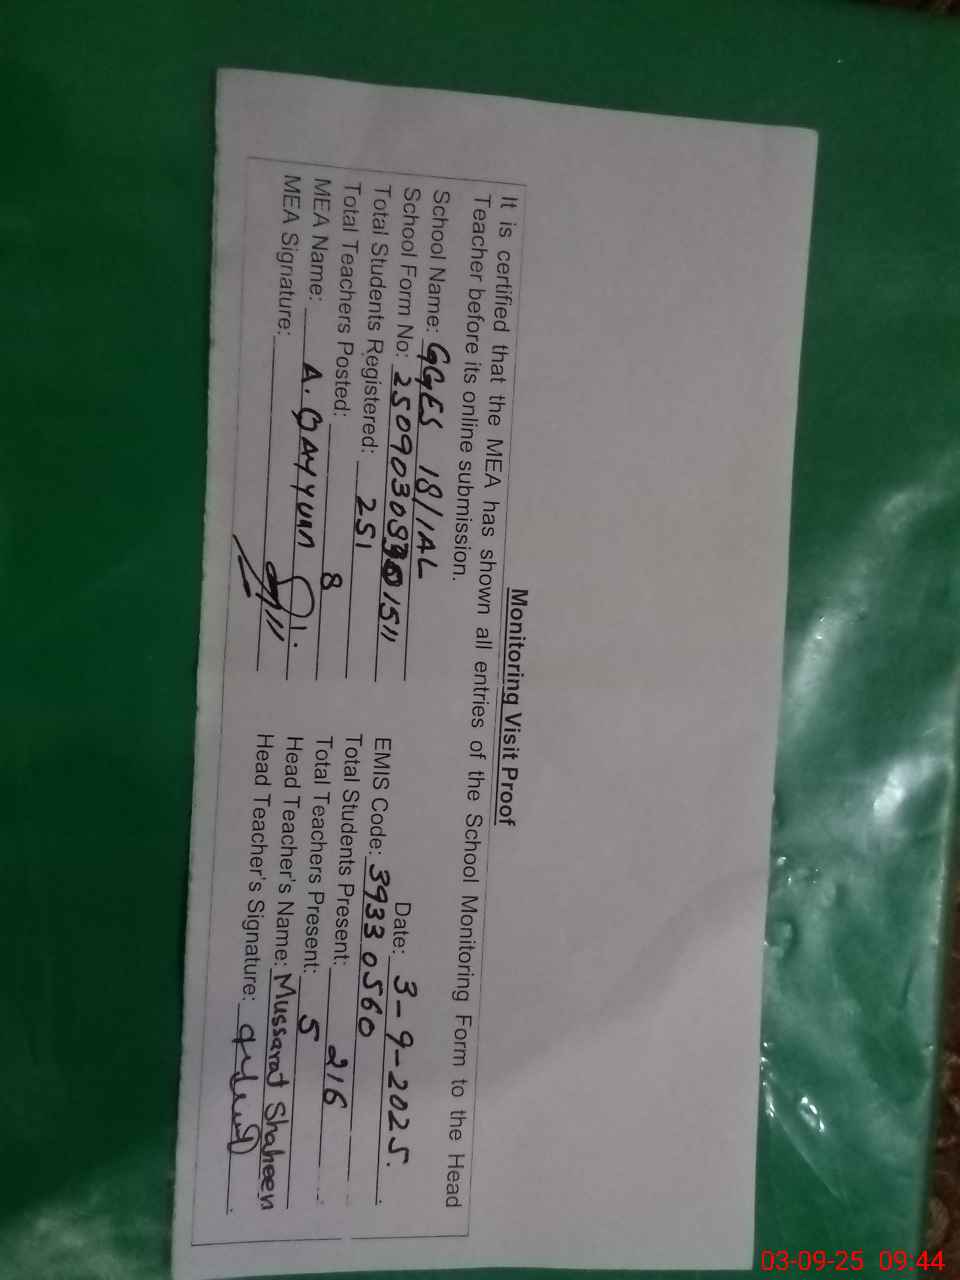 Monitoring Visit Proof
It is certified that the MEA has shown all entries of the School Monitoring Form to the Head
Teacher before its online submission.
Date: 3-9-2025.
School Name: GGES 18/1AL
School Form No: EMIS Code: 39330560
Total Students Registered: 251 Total Students Present: 216
Total Teachers Posted: 8 Total Teachers Present: 5
MEA Name: A. QAYYUM Head Teacher's Name: Mussarat Shaheen
MEA Signature: Head Teacher's Signature:
03-09-25 09:44